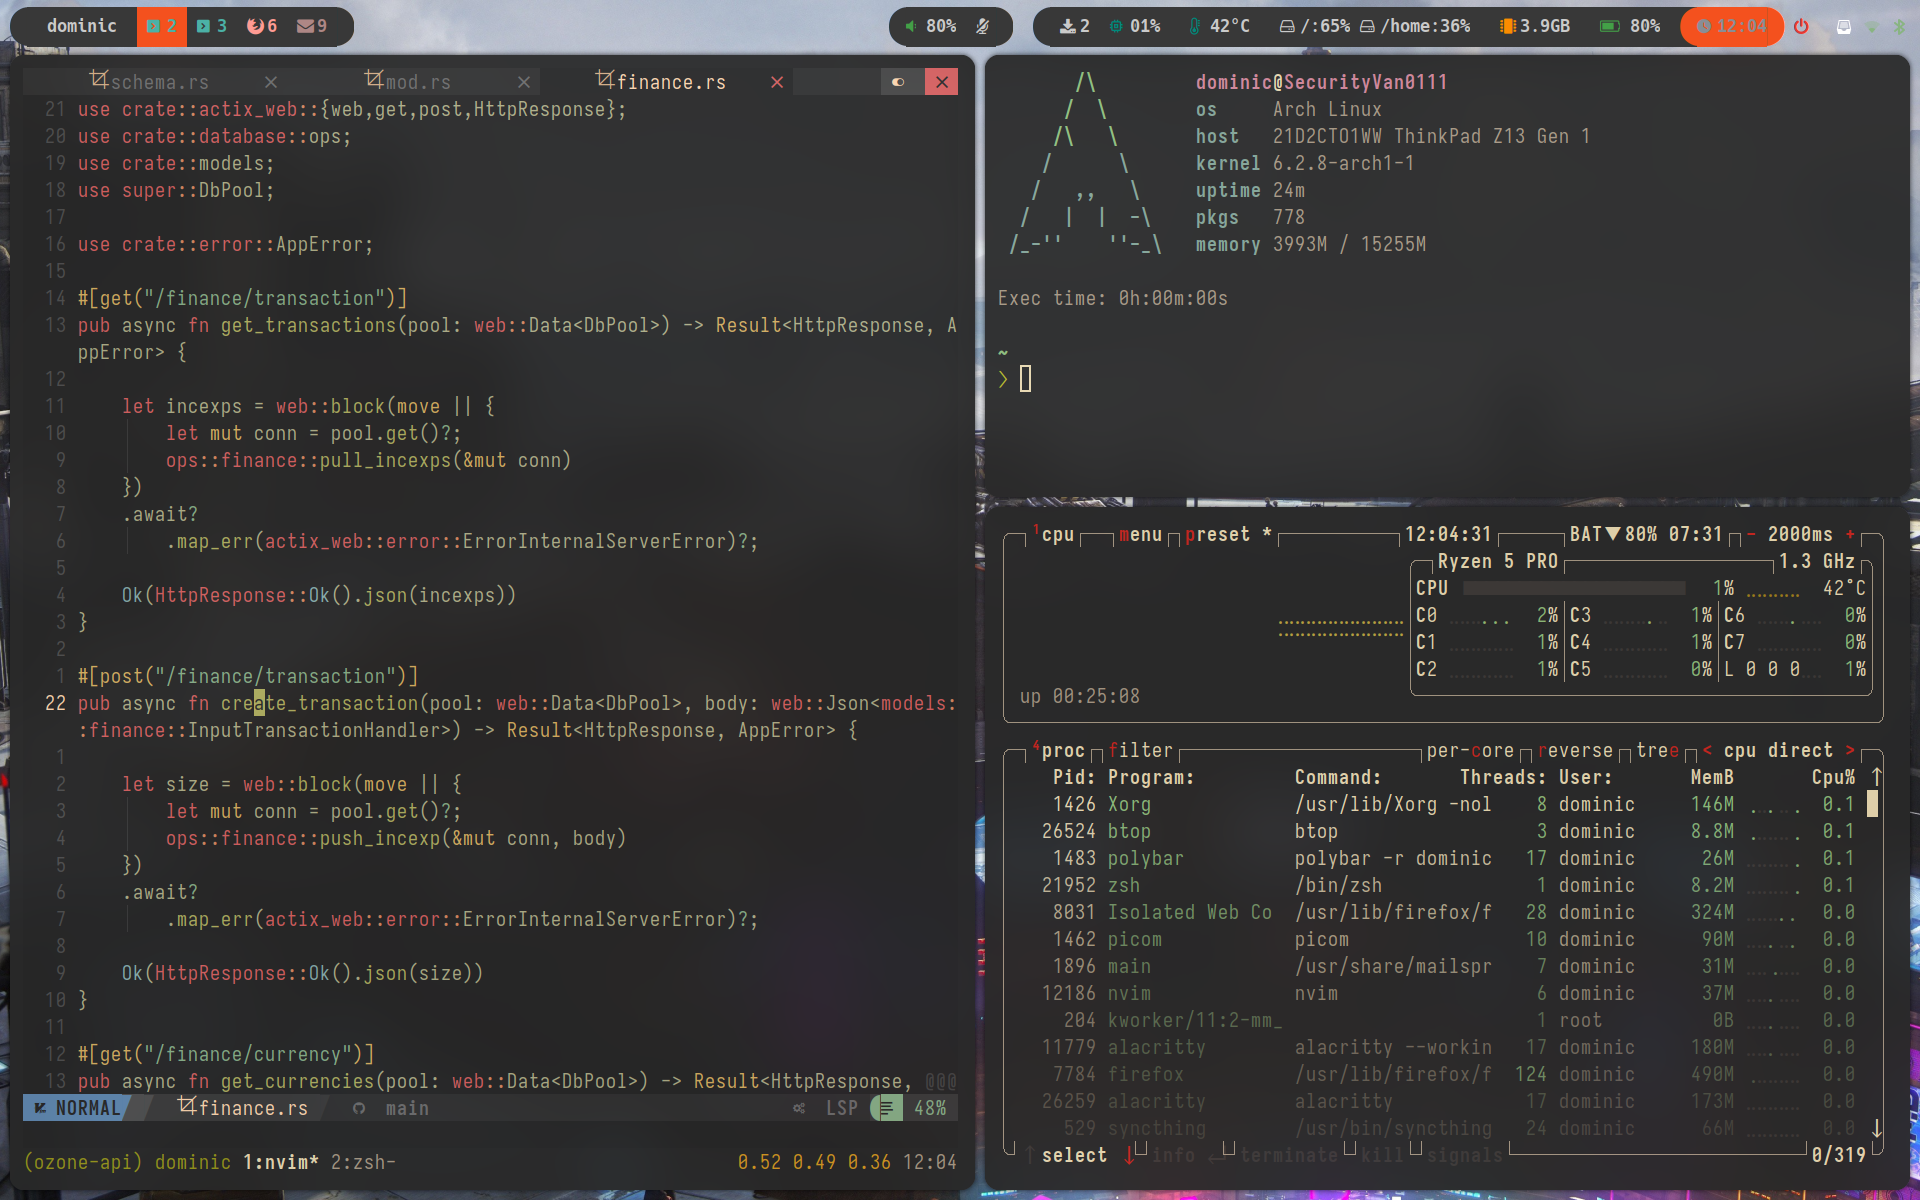 dominic 2 3 6 9 80% 2 01% 42°C /:65% /home:36% 3.9GB 80% 12:04
schema.rs mod.rs finance.rs
21 use crate::actix_web::{web,get,post,HttpResponse};
20 use crate::database::ops;
19 use crate::models;
18 use super::DbPool;
17
16 use crate::error::AppError;
15
14 #[get("/finance/transaction")]
13 pub async fn get_transactions(pool: web::Data<DbPool>) -> Result<HttpResponse, A
ppError> {
12
11     let incexps = web::block(move || {
10         let mut conn = pool.get()?;
9         ops::finance::pull_incexps(&mut conn)
8     })
7     .await?
6         .map_err(actix_web::error::ErrorInternalServerError)?;
5
4     Ok(HttpResponse::Ok().json(incexps))
3 }
2
1 #[post("/finance/transaction")]
22 pub async fn create_transaction(pool: web::Data<DbPool>, body: web::Json<models:
:finance::InputTransactionHandler>) -> Result<HttpResponse, AppError> {
1
2     let size = web::block(move || {
3         let mut conn = pool.get()?;
4         ops::finance::push_incexp(&mut conn, body)
5     })
6     .await?
7         .map_err(actix_web::error::ErrorInternalServerError)?;
8
9     Ok(HttpResponse::Ok().json(size))
10 }
11
12 #[get("/finance/currency")]
13 pub async fn get_currencies(pool: web::Data<DbPool>) -> Result<HttpResponse, @@@
NORMAL finance.rs main LSP 48%
(ozone-api) dominic 1:nvim* 2:zsh- 0.52 0.49 0.36 12:04
dominic@SecurityVan0111
os Arch Linux
host 21D2CTO1WW ThinkPad Z13 Gen 1
kernel 6.2.8-arch1-1
uptime 24m
pkgs 778
memory 3993M / 15255M
Exec time: 0h:00m:00s
~
❯
1cpu menu preset * 12:04:31 BAT▼80% 07:31 - 2000ms +
Ryzen 5 PRO 1.3 GHz
CPU 1% 42°C
C0 2% C3 1% C6 0%
C1 1% C4 1% C7 0%
C2 1% C5 0% L 0 0 0 1%
up 00:25:08
4proc filter per-core reverse tree < cpu direct >
Pid: Program: Command: Threads: User: MemB Cpu% ↑
1426 Xorg /usr/lib/Xorg -nol 8 dominic 146M 0.1
26524 btop btop 3 dominic 8.8M 0.1
1483 polybar polybar -r dominic 17 dominic 26M 0.1
21952 zsh /bin/zsh 1 dominic 8.2M 0.1
8031 Isolated Web Co /usr/lib/firefox/f 28 dominic 324M 0.0
1462 picom picom 10 dominic 90M 0.0
1896 main /usr/share/mailspr 7 dominic 31M 0.0
12186 nvim nvim 6 dominic 37M 0.0
204 kworker/11:2-mm_ 1 root 0B 0.0
11779 alacritty alacritty --workin 17 dominic 180M 0.0
7784 firefox /usr/lib/firefox/f 124 dominic 490M 0.0
26259 alacritty alacritty 17 dominic 173M 0.0
529 syncthing /usr/bin/syncthing 24 dominic 66M 0.0 ↓
↑ select ↓ info ↵ terminate kill signals 0/319